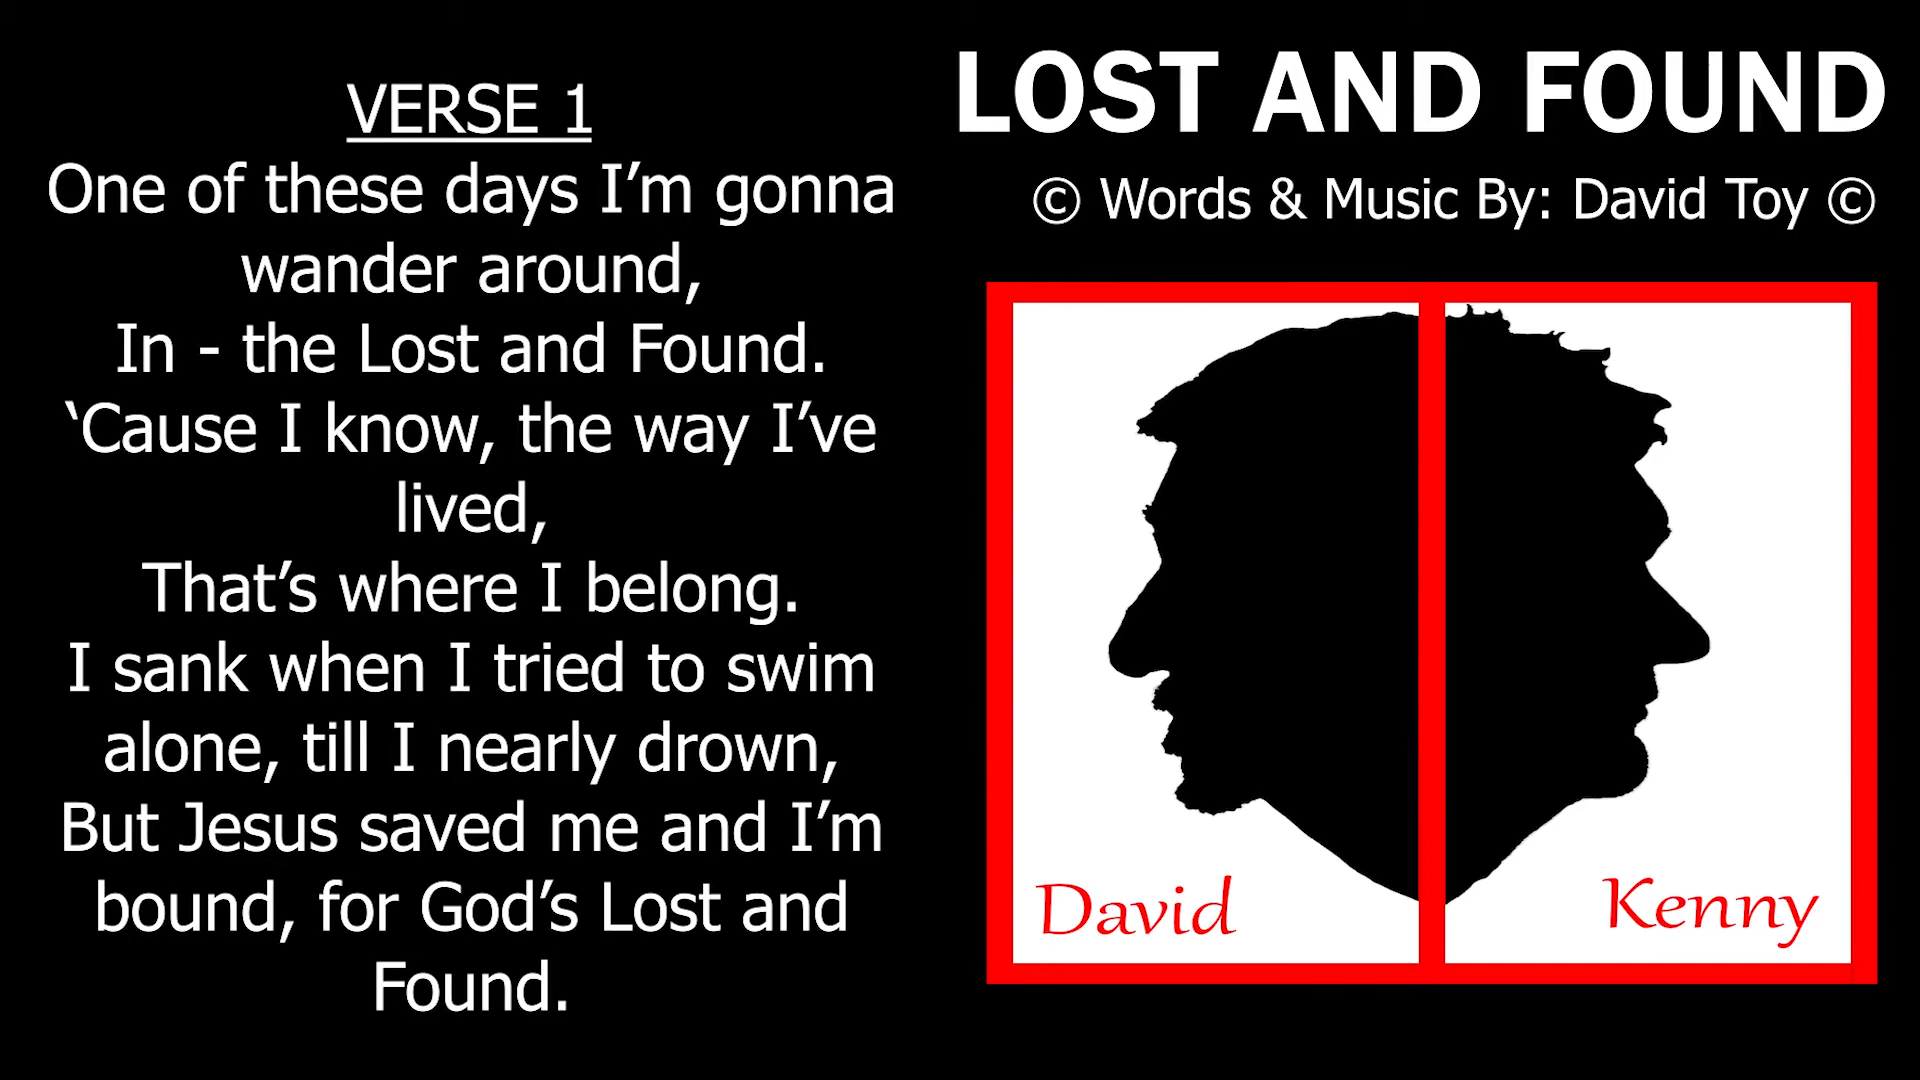 VERSE 1
One of these days I’m gonna
wander around,
In - the Lost and Found.
‘Cause I know, the way I’ve
lived,
That’s where I belong.
I sank when I tried to swim
alone, till I nearly drown,
But Jesus saved me and I’m
bound, for God’s Lost and
Found.
LOST AND FOUND
© Words & Music By: David Toy ©
David
Kenny